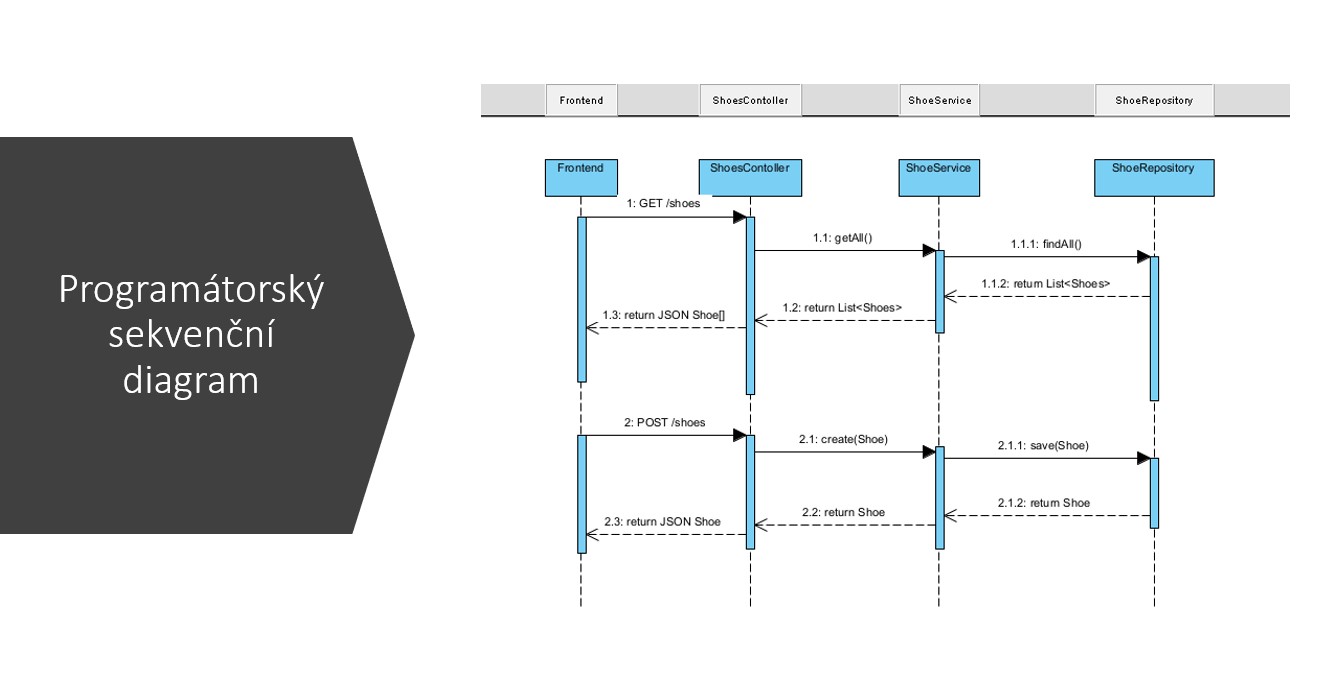 Programátorský
sekvenční
diagram
Frontend
ShoesContoller
ShoeService
ShoeRepository
Frontend
ShoesContoller
ShoeService
ShoeRepository
1: GET /shoes
1.1: getAll()
1.1.1: findAll()
1.1.2: return List<Shoes>
1.2: return List<Shoes>
1.3: return JSON Shoe[]
2: POST /shoes
2.1: create(Shoe)
2.1.1: save(Shoe)
2.1.2: return Shoe
2.2: return Shoe
2.3: return JSON Shoe